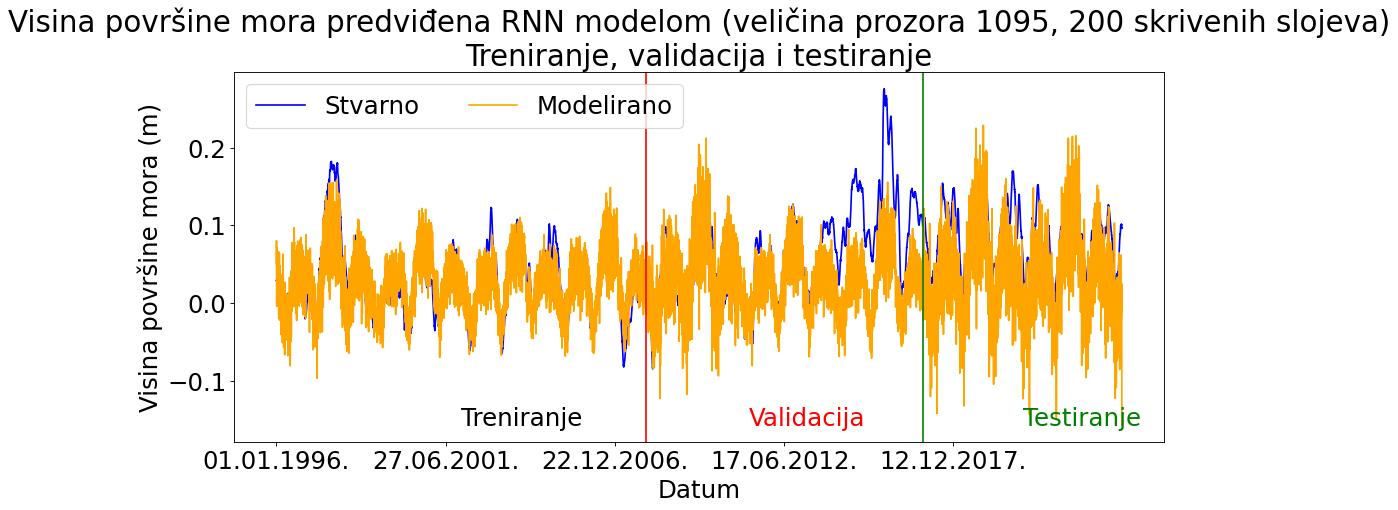 Visina površine mora predviđena RNN modelom (veličina prozora 1095, 200 skrivenih slojeva)
Treniranje, validacija i testiranje
Stvarno
Modelirano
Visina površine mora (m)
0.2
0.1
0.0
−0.1
Treniranje
Validacija
Testiranje
01.01.1996.
27.06.2001.
22.12.2006.
17.06.2012.
12.12.2017.
Datum